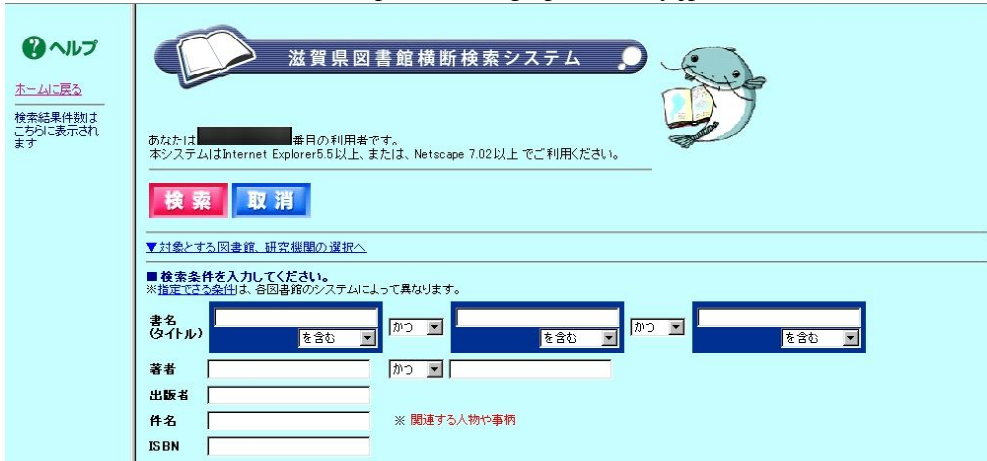 ヘルプ
ホームに戻る
検索結果件数は
こちらに表示され
ます
滋賀県図書館横断検索システム
あなたは
番目の利用者です。
本システムはInternet Explorer5.5以上、または、Netscape 7.02以上 でご利用ください。
検 索
取 消
▼対象とする図書館、研究機関の選択へ
■検索条件を入力してください。
※指定できる条件は、各図書館のシステムによって異なります。
書名
(タイトル)
を含む
かつ
を含む
かつ
を含む
著者
かつ
出版者
件名
※ 関連する人物や事柄
ISBN